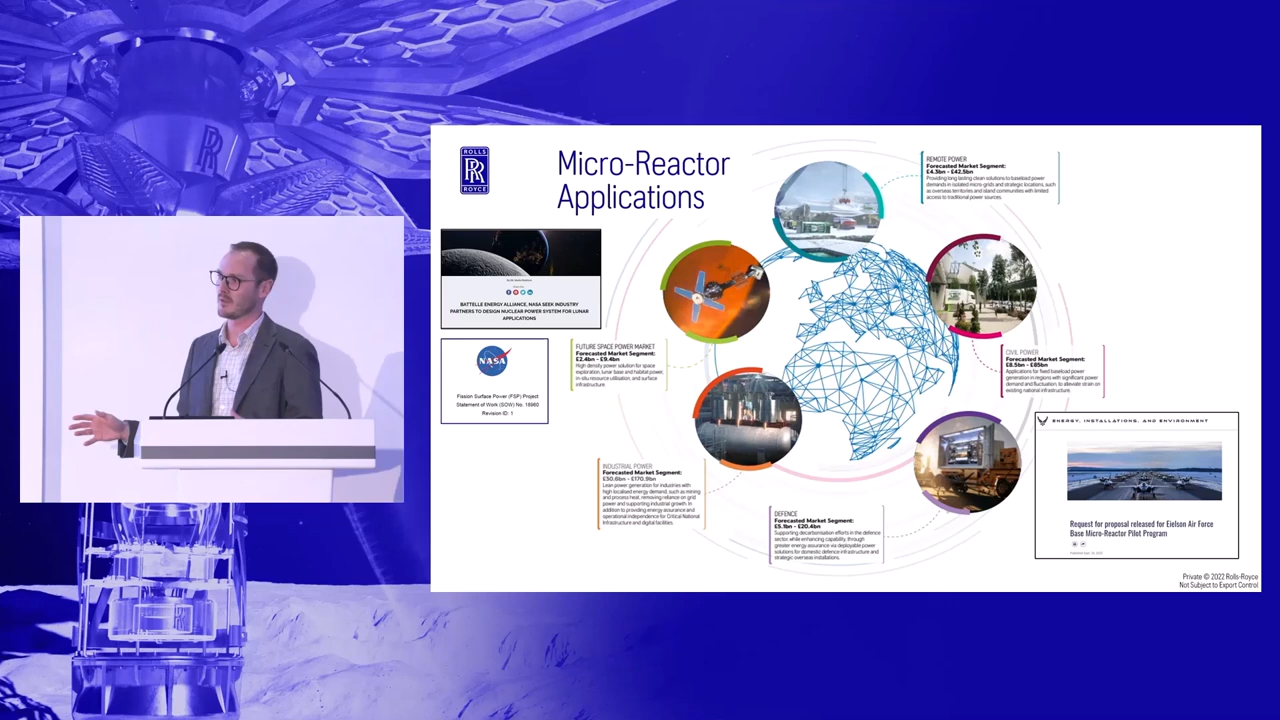 ROLLS
RR
ROYCE
Micro-Reactor
Applications
REMOTE POWER
Forecasted Market Segment:
£4.3bn - £42.5bn
Providing long lasting clean solutions to baseload power
demands in isolated micro-grids and strategic locations, such
as overseas territories and island communities with limited
access to traditional power sources.
BATTELLE ENERGY ALLIANCE, NASA SEEK INDUSTRY
PARTNERS TO DESIGN NUCLEAR POWER SYSTEM FOR LUNAR
APPLICATIONS
NASA
Fission Surface Power (FSP) Project
Statement of Work (SOW) No. 18960
Revision ID: 1
FUTURE SPACE POWER MARKET
Forecasted Market Segment:
£2.4bn - £9.4bn
High density power solution for space
exploration, lunar base and habitat power,
in-situ resource utilisation, and surface
infrastructure.
CIVIL POWER
Forecasted Market Segment:
£8.5bn - £85bn
Applications for fixed baseload power
generation in regions with significant power
demand and fluctuation, to alleviate strain on
existing national infrastructure.
INDUSTRIAL POWER
Forecasted Market Segment:
£30.6bn - £170.9bn
Lean power generation for industries with
high localised energy demand, such as mining
and process heat, removing reliance on grid
power and supporting industrial growth. In
addition to providing energy assurance and
operational independence for Critical National
Infrastructure and digital facilities.
DEFENCE
Forecasted Market Segment:
£5.1bn - £20.4bn
Supporting decarbonisation efforts in the defence
sector, while enhancing capability, through
greater energy assurance via deployable power
solutions for domestic defence infrastructure and
strategic overseas installations.
ENERGY, INSTALLATIONS, AND ENVIRONMENT
Request for proposal released for Eielson Air Force
Base Micro-Reactor Pilot Program
Private © 2022 Rolls-Royce
Not Subject to Export Control